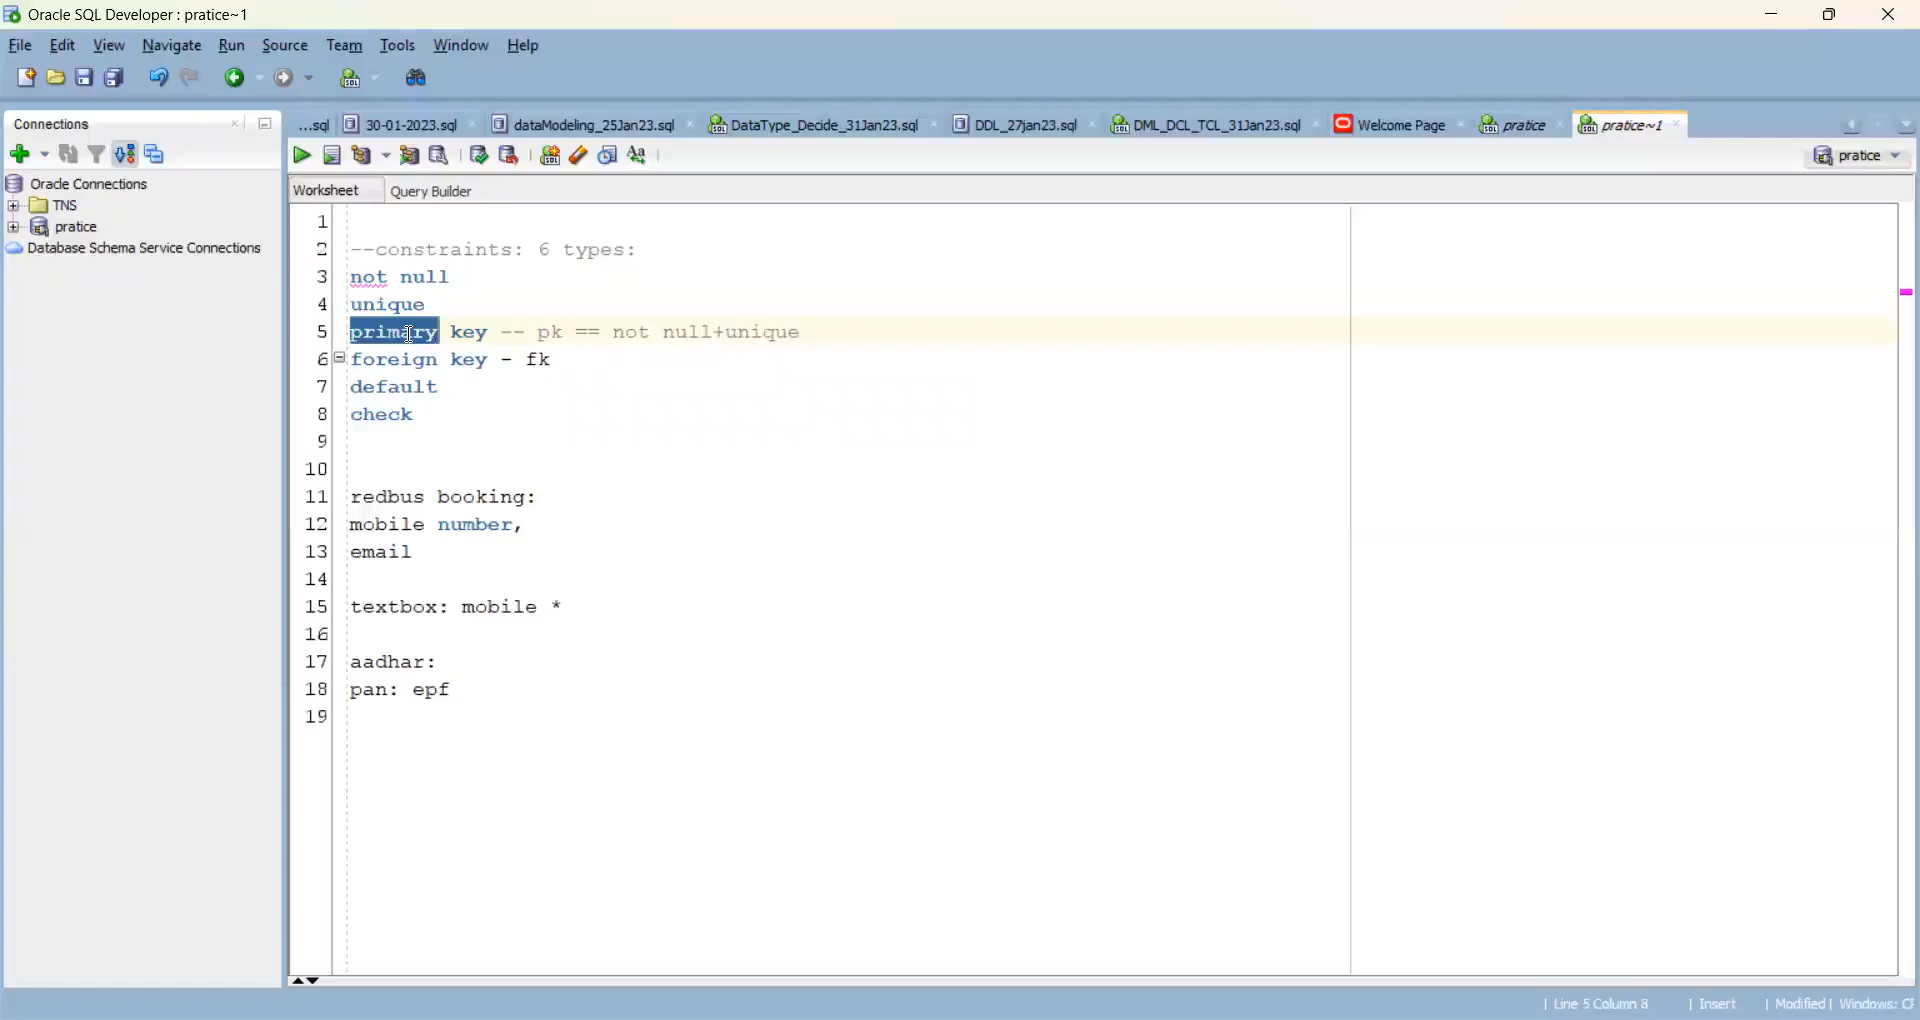 Oracle SQL Developer : pratice~1
File Edit View Navigate Run Source Team Tools Window Help
Connections
...sql 30-01-2023.sql dataModeling_25Jan23.sql DataType_Decide_31Jan23.sql DDL_27jan23.sql DML_DCL_TCL_31Jan23.sql Welcome Page pratice pratice~1
pratice
Oracle Connections
TNS
pratice
Database Schema Service Connections
Worksheet Query Builder
1
2 --constraints: 6 types:
3 not null
4 unique
5 primary key -- pk == not null+unique
6 foreign key - fk
7 default
8 check
9
10
11 redbus booking:
12 mobile number,
13 email
14
15 textbox: mobile *
16
17 aadhar:
18 pan: epf
19
| Line 5 Column 8 | Insert | Modified | Windows: C